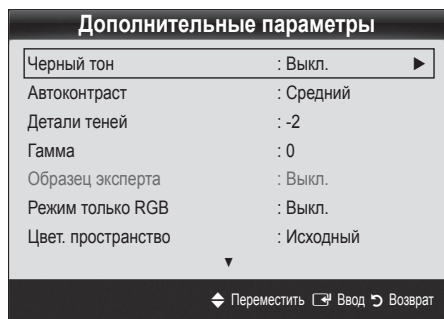 Дополнительные параметры
Черный тон : Выкл. ▶
Автоконтраст : Средний
Детали теней : -2
Гамма : 0
Образец эксперта : Выкл.
Режим только RGB : Выкл.
Цвет. пространство : Исходный
▼
Переместить Ввод Возврат